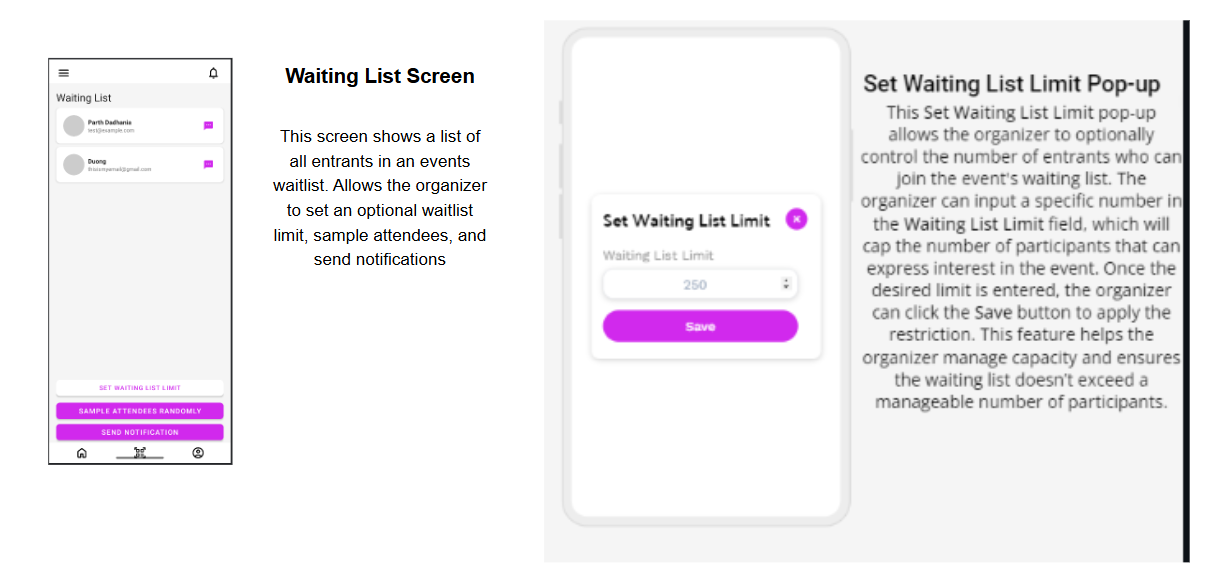 Waiting List
Parth Dadhania
test@example.com
Duong
thisismyemail@gmail.com
SET WAITING LIST LIMIT
SAMPLE ATTENDEES RANDOMLY
SEND NOTIFICATION
Waiting List Screen
This screen shows a list of
all entrants in an events
waitlist. Allows the organizer
to set an optional waitlist
limit, sample attendees, and
send notifications
Set Waiting List Limit
Waiting List Limit
250
Save
Set Waiting List Limit Pop-up
This Set Waiting List Limit pop-up
allows the organizer to optionally
control the number of entrants who can
join the event's waiting list. The
organizer can input a specific number in
the Waiting List Limit field, which will
cap the number of participants that can
express interest in the event. Once the
desired limit is entered, the organizer
can click the Save button to apply the
restriction. This feature helps the
organizer manage capacity and ensures
the waiting list doesn't exceed a
manageable number of participants.